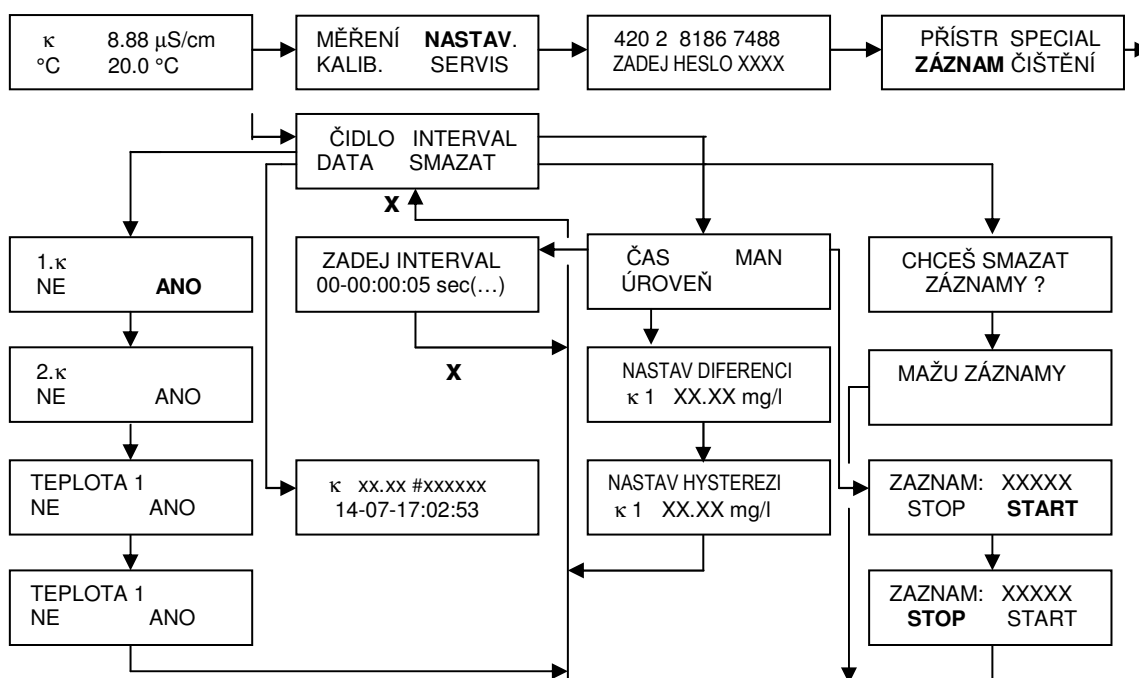 κ 8.88 μS/cm
°C 20.0 °C
MĚŘENÍ NASTAV.
KALIB. SERVIS
420 2 8186 7488
ZADEJ HESLO XXXX
PŘÍSTR SPECIAL
ZÁZNAM ČIŠTĚNÍ
ČIDLO INTERVAL
DATA SMAZAT
X
1.κ
NE ANO
ZADEJ INTERVAL
00-00:00:05 sec(...)
ČAS MAN
ÚROVEŇ
CHCEŠ SMAZAT
ZÁZNAMY ?
2.κ
NE ANO
X
NASTAV DIFERENCI
κ 1 XX.XX mg/l
MAŽU ZÁZNAMY
TEPLOTA 1
NE ANO
κ xx.xx #xxxxxx
14-07-17:02:53
NASTAV HYSTEREZI
κ 1 XX.XX mg/l
ZAZNAM: XXXXX
STOP START
TEPLOTA 1
NE ANO
ZAZNAM: XXXXX
STOP START